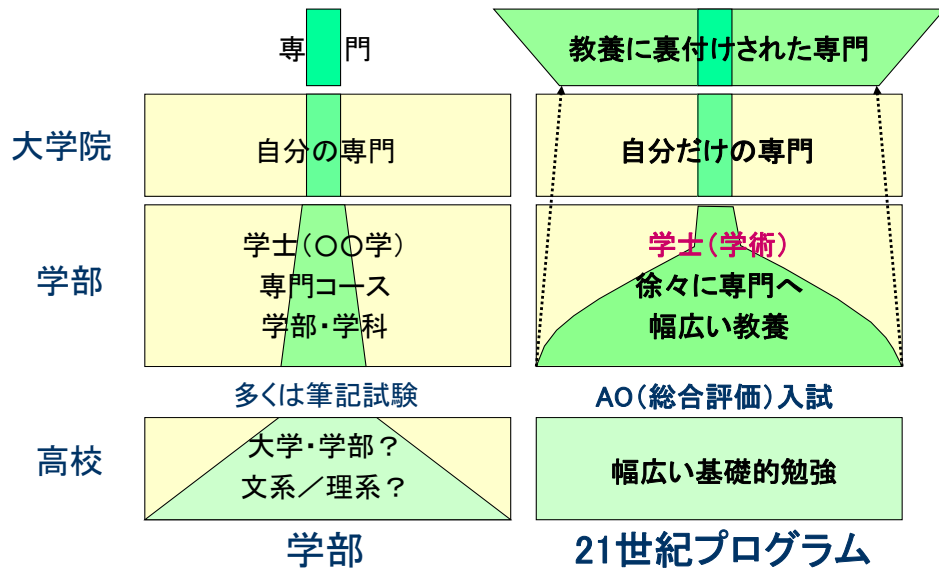 専門
教養に裏付けされた専門
大学院
自分の専門
自分だけの専門
学部
学士(〇〇学)
専門コース
学部・学科
学士(学術)
徐々に専門へ
幅広い教養
多くは筆記試験
AO(総合評価)入試
高校
大学・学部?
文系/理系?
幅広い基礎的勉強
学部
21世紀プログラム